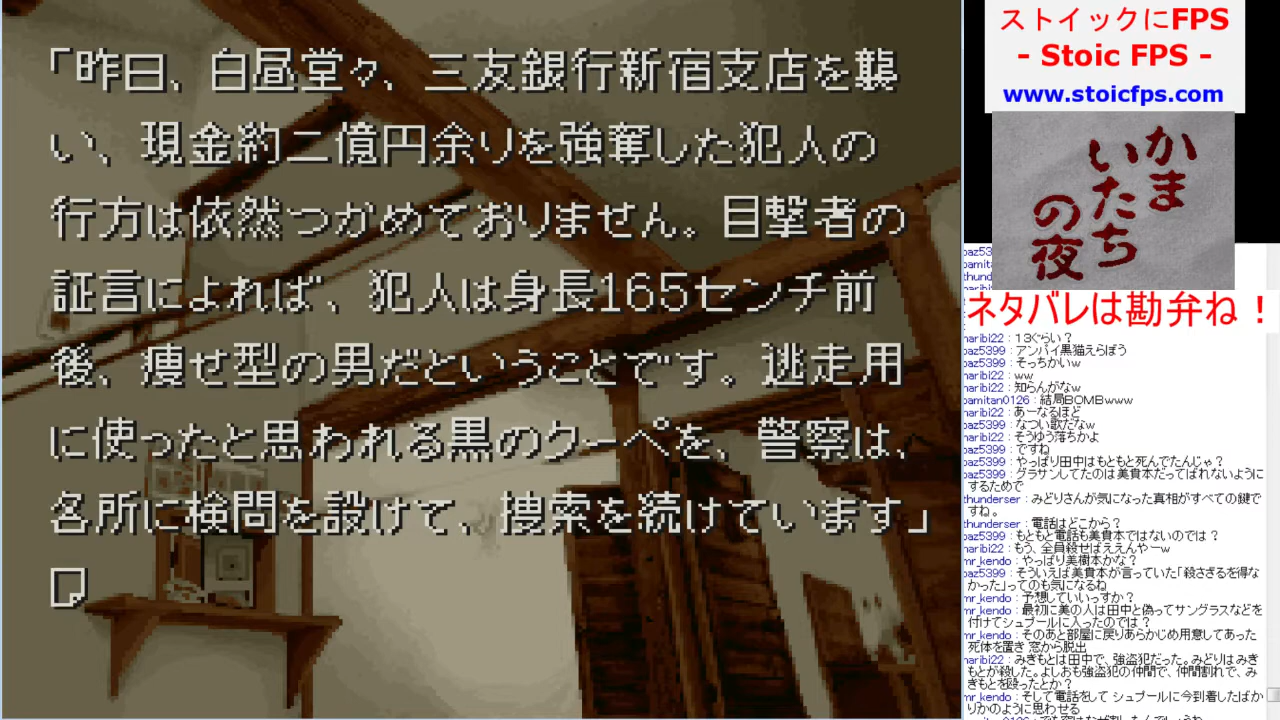 「昨日、白昼堂々、三友銀行新宿支店を襲
い、現金約二億円余りを強奪した犯人の
行方は依然つかめておりません。目撃者の
証言によれば、犯人は身長165センチ前
後、痩せ型の男だということです。逃走用
に使ったと思われる黒のクーペを、警察は、
各所に検問を設けて、捜索を続けています」
ストイックにFPS
- Stoic FPS -
www.stoicfps.com
かま
いたち
の夜
ネタバレは勘弁ね！
naribi22：13ぐらい？
paz5399：アンパイ黒猫えらぼう
paz5399：そっちかいw
naribi22：ww
naribi22：知らんがなw
pamitan0126：結局BOMBwww
naribi22：あーなるほど
paz5399：なつい歌だなw
naribi22：そうゆう落ちかよ
paz5399：ですね
paz5399：やっぱり田中はもともと死んでたんじゃ？
paz5399：グラサンしてたのは美貴本だってばれないように
するためで
thunderser：みどりさんが気になった真相がすべての鍵で
すね。
thunderser：電話はどこから？
paz5399：もともと電話も美貴本ではないのでは？
naribi22：もう、全員殺せばええんやーw
mr_kendo：やっぱり美樹本かな？
paz5399：そういえば美貴本が言っていた「殺さざるを得な
かった」ってのも気になるね
mr_kendo：予想していいっすか？
mr_kendo：最初に美の人は田中と偽ってサングラスなどを
付けてシュプールに入ったのでは？
mr_kendo：そのあと部屋に戻りあらかじめ用意してあった
死体を置き 窓から脱出
naribi22：みぎもとは田中で、強盗犯だった。みどりはみぎ
もとが殺した。よしおも強盗犯の仲間で、仲間割れで、み
ぎもとを殴ったとか？
mr_kendo：そして電話をして シュプールに今到着したばか
りかのように思わせる